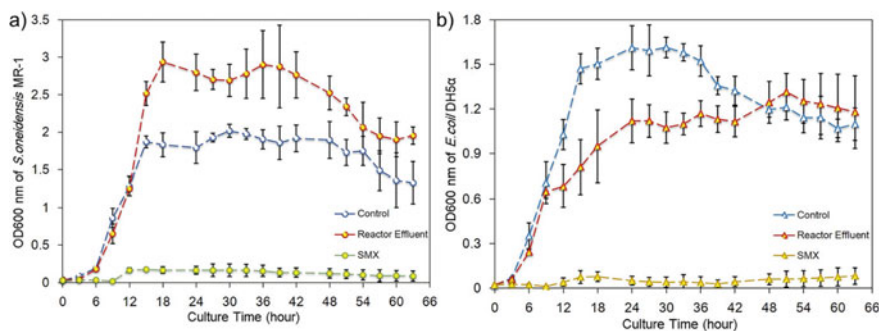 a)
OD600 nm of S.oneidensis MR-1
3.5
3
2.5
2
1.5
1
0.5
0
0 6 12 18 24 30 36 42 48 54 60 66
Culture Time (hour)
Control
Reactor Effluent
SMX
b)
OD600 nm of E.coli DH5α
1.8
1.5
1.2
0.9
0.6
0.3
0.0
0 6 12 18 24 30 36 42 48 54 60 66
Culture Time (hour)
Control
Reactor Effluent
SMX